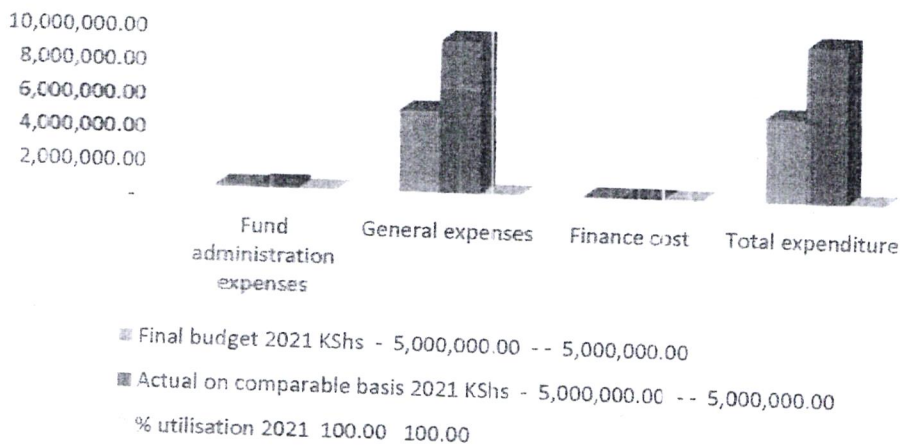 10,000,000.00
8,000,000.00
6,000,000.00
4,000,000.00
2,000,000.00
-
Fund
administration
expenses
General expenses
Finance cost
Total expenditure
Final budget 2021 KShs - 5,000,000.00 - - 5,000,000.00
Actual on comparable basis 2021 KShs - 5,000,000.00 - - 5,000,000.00
% utilisation 2021 100.00 100.00